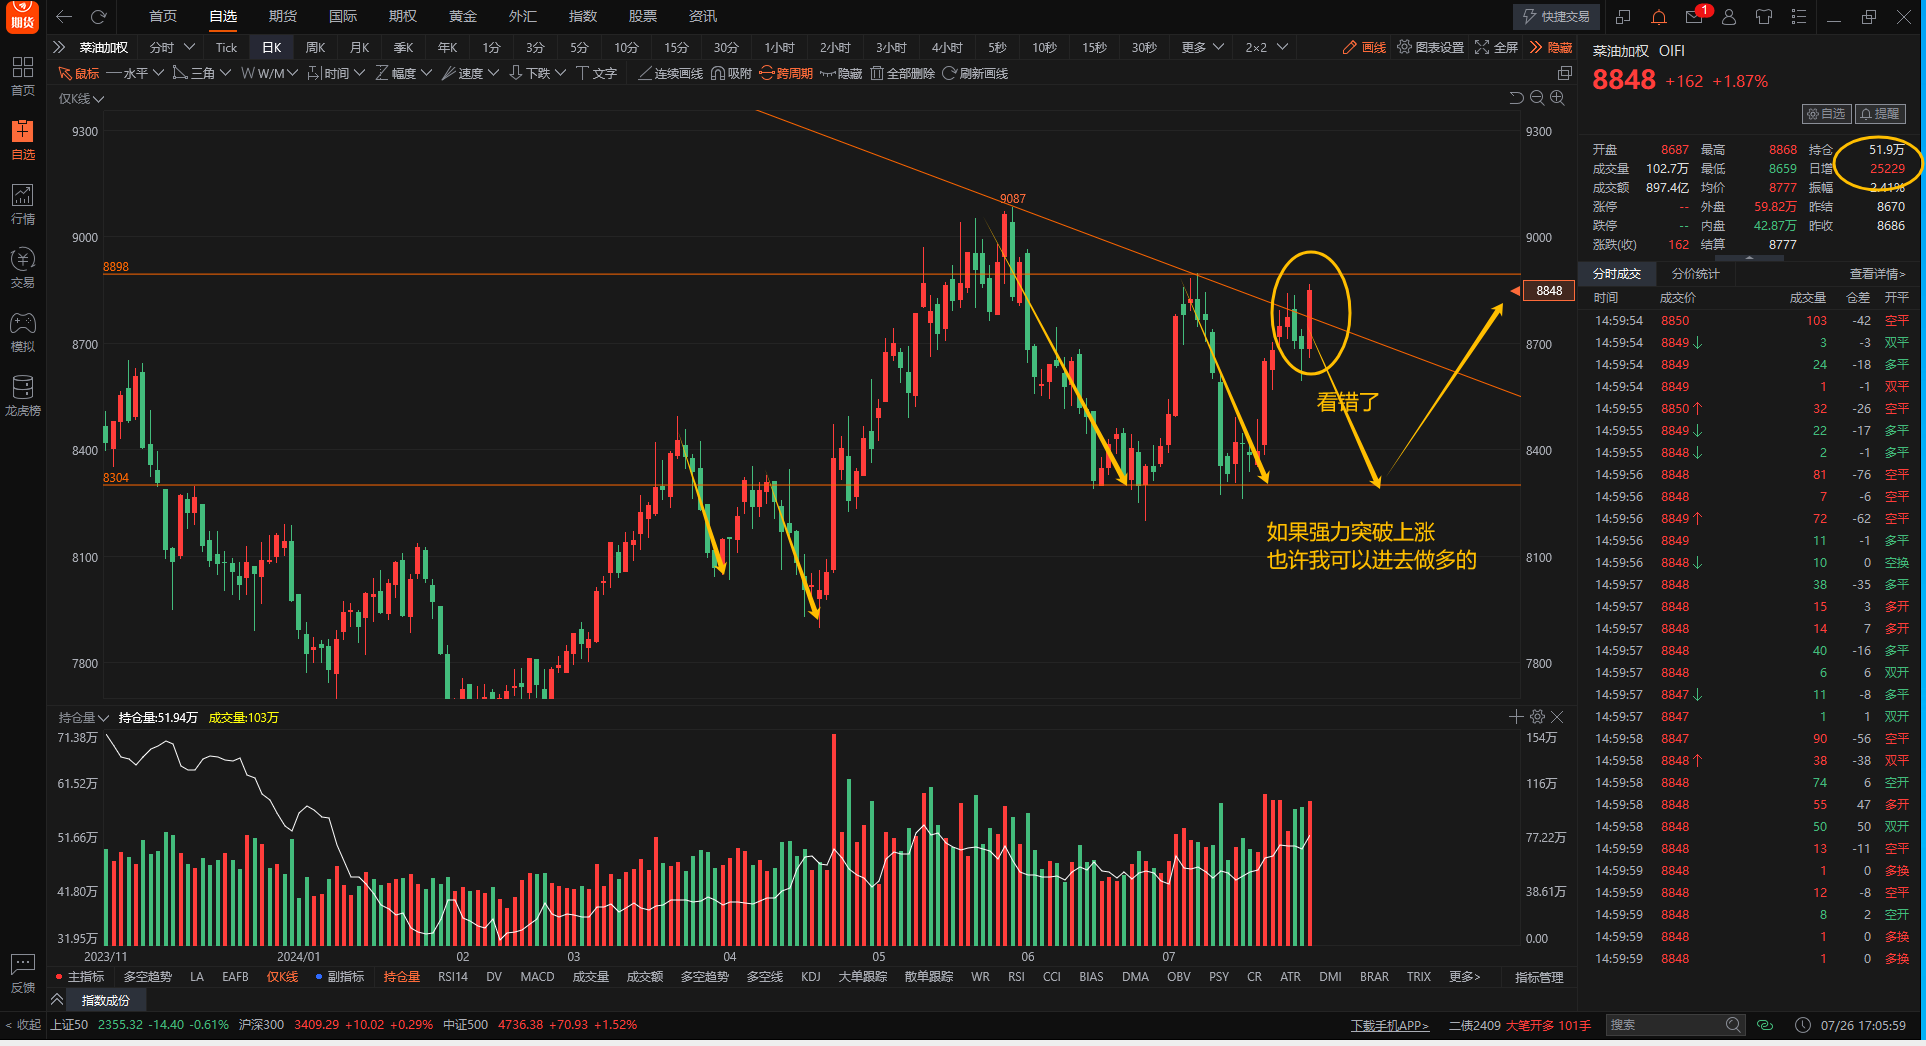 期货
首页 自选 期货 国际 期权 黄金 外汇 指数 股票 资讯
快捷交易 1
菜油加权 分时 Tick 日K 周K 月K 季K 年K 1分 3分 5分 10分 15分 30分 1小时 2小时 3小时 4小时 5秒 10秒 15秒 30秒 更多 2×2 画线 图表设置 全屏 隐藏
鼠标 水平 三角 W/M 时间 幅度 速度 下跌 文字 连续画线 吸附 跨周期 隐藏 全部删除 刷新画线
首页
自选
行情
交易
模拟
龙虎榜
反馈
< 收起
仅K线
9300 9300
9087
9000 9000
8898
8848
8700 8700
看错了
8400 8400
8304
如果强力突破上涨
也许我可以进去做多的
8100 8100
7800 7800
持仓量 持仓量:51.94万 成交量:103万
71.38万 154万
61.52万 116万
51.66万 77.22万
41.80万 38.61万
31.95万 0.00
2023/11 2024/01 02 03 04 05 06 07
主指标 多空趋势 LA EAFB 仅K线 副指标 持仓量 RSI14 DV MACD 成交量 成交额 多空趋势 多空线 KDJ 大单跟踪 散单跟踪 WR RSI CCI BIAS DMA OBV PSY CR ATR DMI BRAR TRIX 更多> 指标管理
指数成份
菜油加权 OIFI
8848 +162 +1.87%
自选 提醒
开盘 8687 最高 8868 持仓 51.9万
成交量 102.7万 最低 8659 日增 25229
成交额 897.4亿 均价 8777 振幅 2.41%
涨停 -- 外盘 59.82万 昨结 8670
跌停 -- 内盘 42.87万 昨收 8686
涨跌(收) 162 结算 8777
分时成交 分价统计 查看详情>
时间 成交价 成交量 仓差 开平
14:59:54 8850 103 -42 空平
14:59:54 8849↓ 3 -3 双平
14:59:54 8849 24 -18 多平
14:59:54 8849 1 -1 双平
14:59:55 8850↑ 32 -26 空平
14:59:55 8849↓ 22 -17 多平
14:59:55 8848↓ 2 -1 多平
14:59:56 8848 81 -76 空平
14:59:56 8848 7 -6 空平
14:59:56 8849↑ 72 -62 空平
14:59:56 8849 11 -1 多平
14:59:56 8848↓ 10 0 空换
14:59:57 8848 38 -35 多平
14:59:57 8848 15 3 多开
14:59:57 8848 14 7 多开
14:59:57 8848 40 -16 多平
14:59:57 8848 6 6 双开
14:59:57 8847↓ 11 -8 多平
14:59:57 8847 1 1 双开
14:59:58 8847 90 -56 空平
14:59:58 8848↑ 38 -38 双平
14:59:58 8848 74 6 空开
14:59:58 8848 55 47 多开
14:59:58 8848 50 50 双开
14:59:59 8848 13 -11 空平
14:59:59 8848 1 0 多换
14:59:59 8848 12 -8 空平
14:59:59 8848 8 2 空开
14:59:59 8848 1 0 多换
14:59:59 8848 1 0 多换
上证50 2355.32 -14.40 -0.61% 沪深300 3409.29 +10.02 +0.29% 中证500 4736.38 +70.93 +1.52% 下载手机APP> 二债2409 大笔开多 101手 搜索 07/26 17:05:59